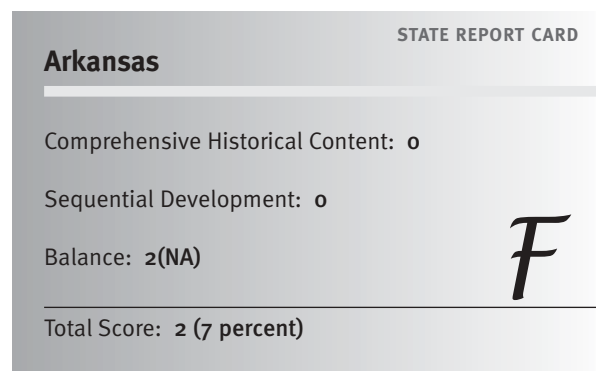 STATE REPORT CARD
Arkansas
Comprehensive Historical Content: 0
Sequential Development: 0
Balance: 2(NA)
F
Total Score: 2 (7 percent)